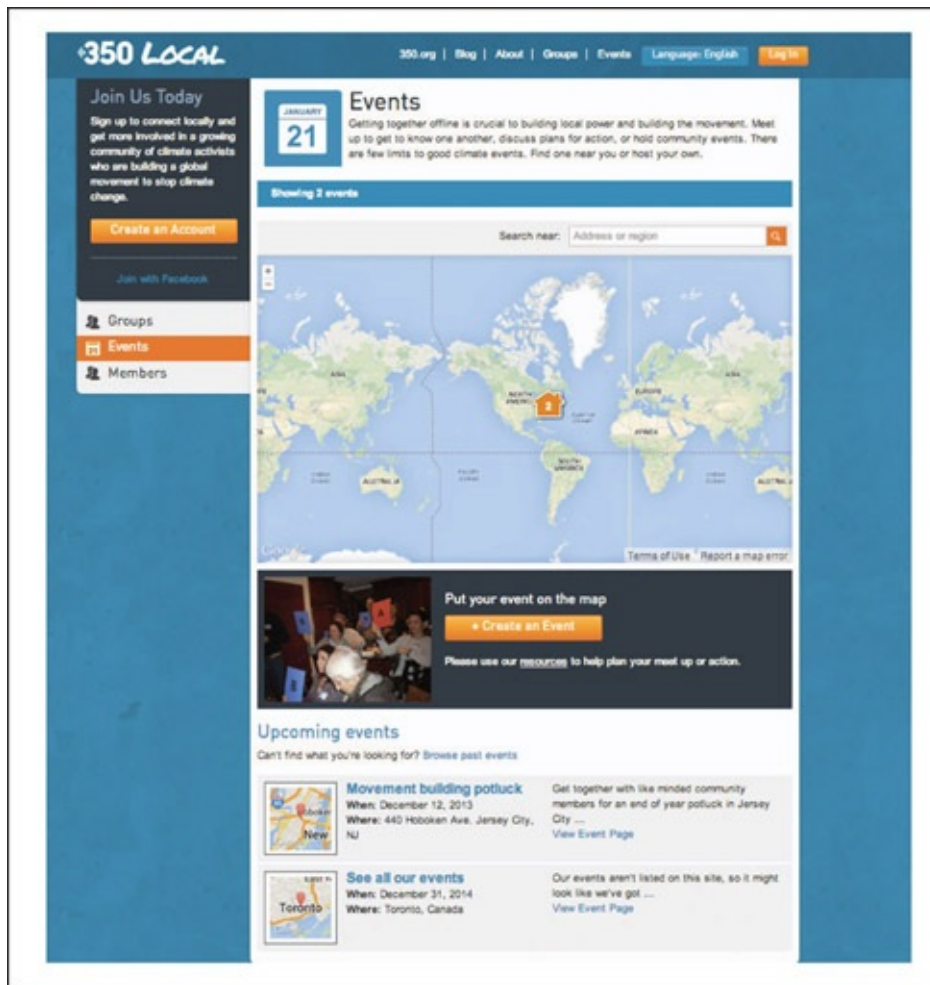 350 LOCAL
350.org | Blog | About | Groups | Events
Language: English
Log In
Join Us Today
Sign up to connect locally and
get more involved in a growing
community of climate activists
who are building a global
movement to stop climate
change.
Create an Account
Join with Facebook
Groups
Events
Members
JANUARY
21
Events
Getting together offline is crucial to building local power and building the movement. Meet
up to get to know one another, discuss plans for action, or hold community events. There
are few limits to good climate events. Find one near you or host your own.
Showing 2 events
Search near:
Address or region
+
-
ASIA
NORTH
AMERICA
2
EUROPE
ASIA
AFRICA
SOUTH
AMERICA
AUSTRALIA
Google
Terms of Use
Report a map error
Put your event on the map
+ Create an Event
Please use our resources to help plan your meet up or action.
Upcoming events
Can't find what you're looking for? Browse past events
Hoboken
New
Movement building potluck
When: December 12, 2013
Where: 440 Hoboken Ave. Jersey City,
NJ
Get together with like minded community
members for an end of year potluck in Jersey
City ...
View Event Page
Toronto
See all our events
When: December 31, 2014
Where: Toronto, Canada
Our events aren't listed on this site, so it might
look like we've got ...
View Event Page